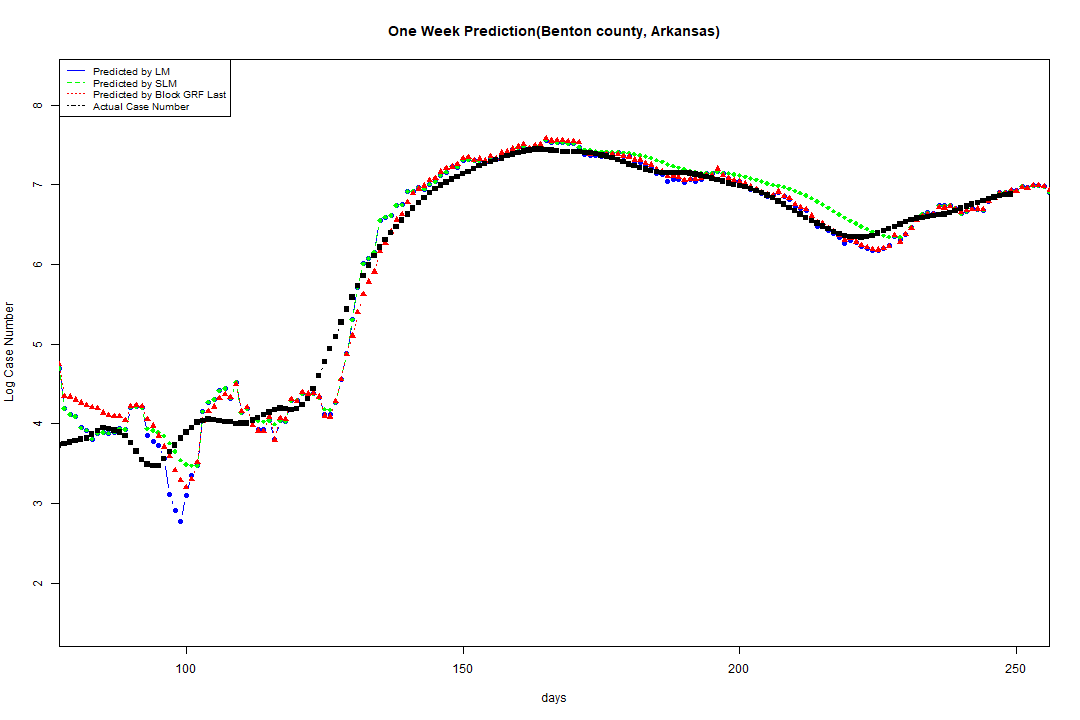 One Week Prediction(Benton county, Arkansas)
Predicted by LM
Predicted by SLM
Predicted by Block GRF Last
Actual Case Number
8
7
6
5
4
3
2
Log Case Number
100 150 200 250
days